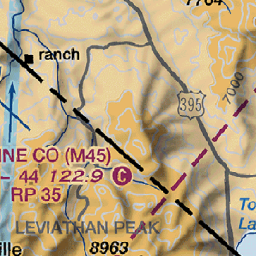 7704
ranch
395
7000
INE CO (M45)
- 44 122.9 C
RP 35
To
La
LEVIATHAN PEAK
ille
8963